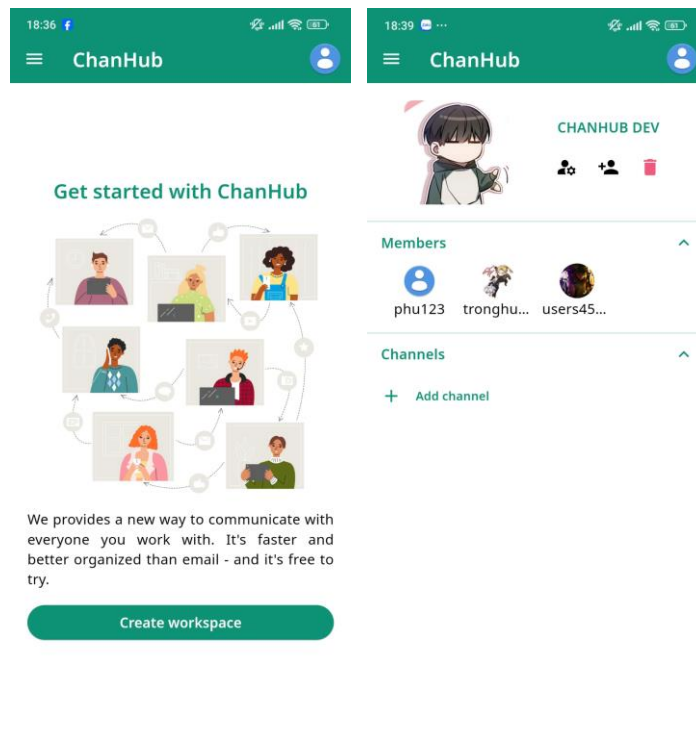 18:36
61
ChanHub
Get started with ChanHub
We provides a new way to communicate with
everyone you work with. It's faster and
better organized than email - and it's free to
try.
Create workspace
18:39
61
ChanHub
CHANHUB DEV
Members
phu123 tronghu... users45...
Channels
+ Add channel